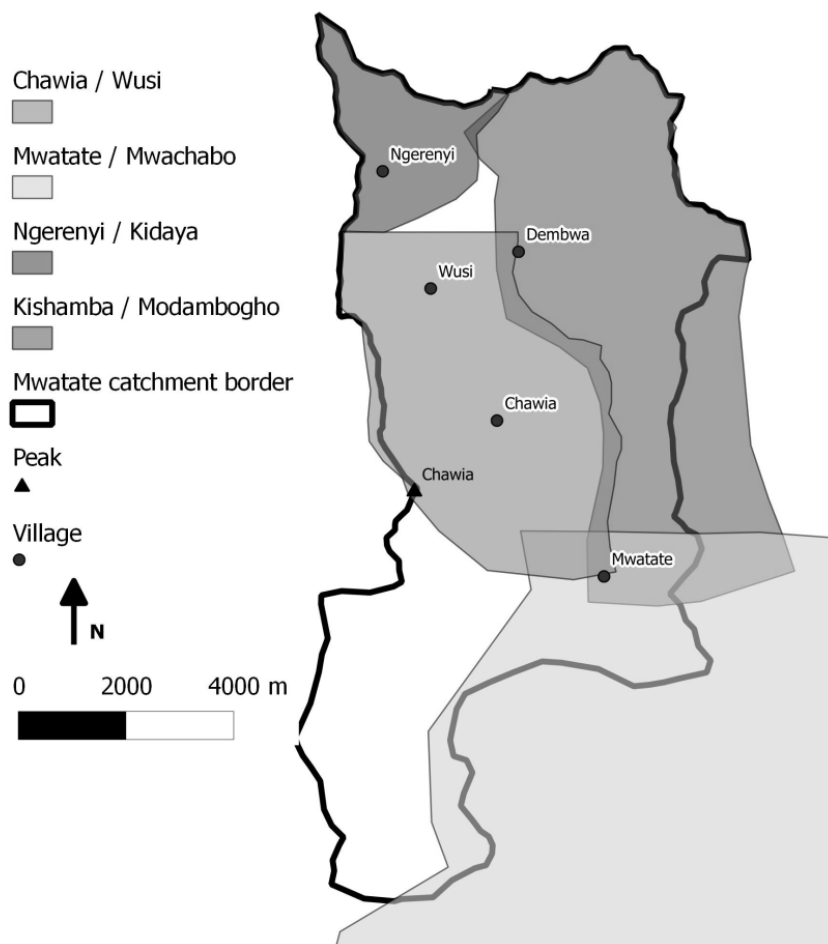 Chawia / Wusi
Mwatate / Mwachabo
Ngerenyi / Kidaya
Kishamba / Modambogho
Mwatate catchment border
Peak
Village
N
0 2000 4000 m
Ngerenyi
Dembwa
Wusi
Chawia
Chawia
Mwatate